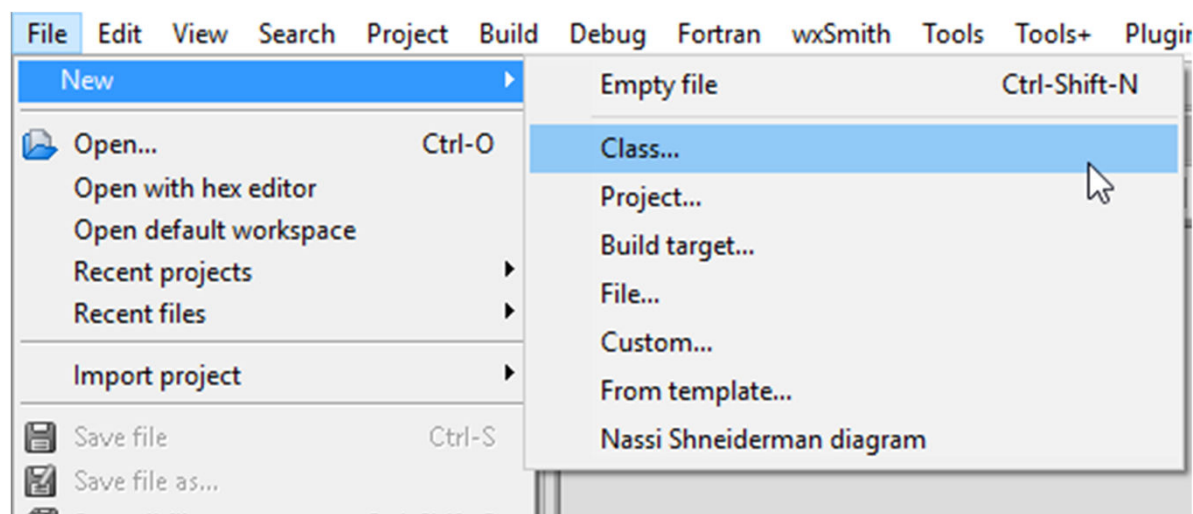 File Edit View Search Project Build Debug Fortran wxSmith Tools Tools+
New
Empty file Ctrl-Shift-N
Open... Ctrl-O
Class...
Open with hex editor
Project...
Open default workspace
Build target...
Recent projects
File...
Recent files
Custom...
Import project
From template...
Save file Ctrl-S
Nassi Shneiderman diagram
Save file as...